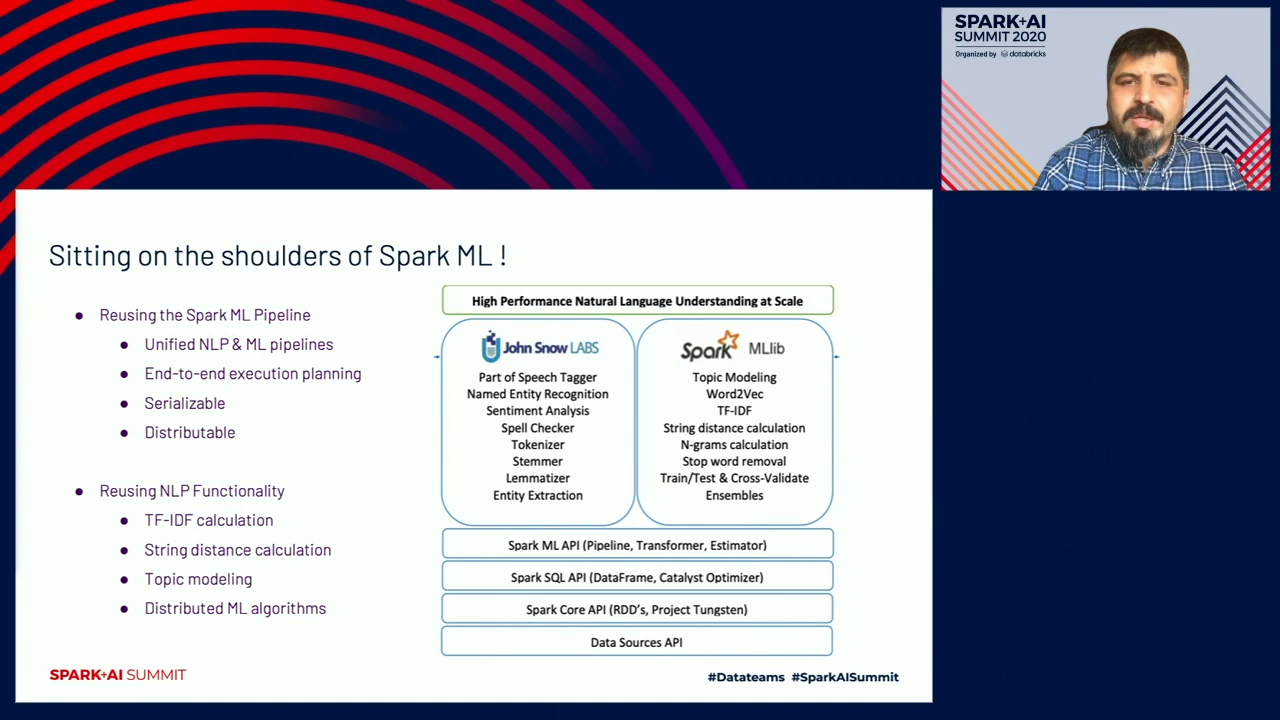 SPARK+AI
SUMMIT 2020
Organized by databricks
Sitting on the shoulders of Spark ML !
● Reusing the Spark ML Pipeline
● Unified NLP & ML pipelines
● End-to-end execution planning
● Serializable
● Distributable
● Reusing NLP Functionality
● TF-IDF calculation
● String distance calculation
● Topic modeling
● Distributed ML algorithms
High Performance Natural Language Understanding at Scale
John Snow LABS
Part of Speech Tagger
Named Entity Recognition
Sentiment Analysis
Spell Checker
Tokenizer
Stemmer
Lemmatizer
Entity Extraction
Spark MLlib
Topic Modeling
Word2Vec
TF-IDF
String distance calculation
N-grams calculation
Stop word removal
Train/Test & Cross-Validate
Ensembles
Spark ML API (Pipeline, Transformer, Estimator)
Spark SQL API (DataFrame, Catalyst Optimizer)
Spark Core API (RDD's, Project Tungsten)
Data Sources API
SPARK+AI SUMMIT
#Datateams #SparkAISummit